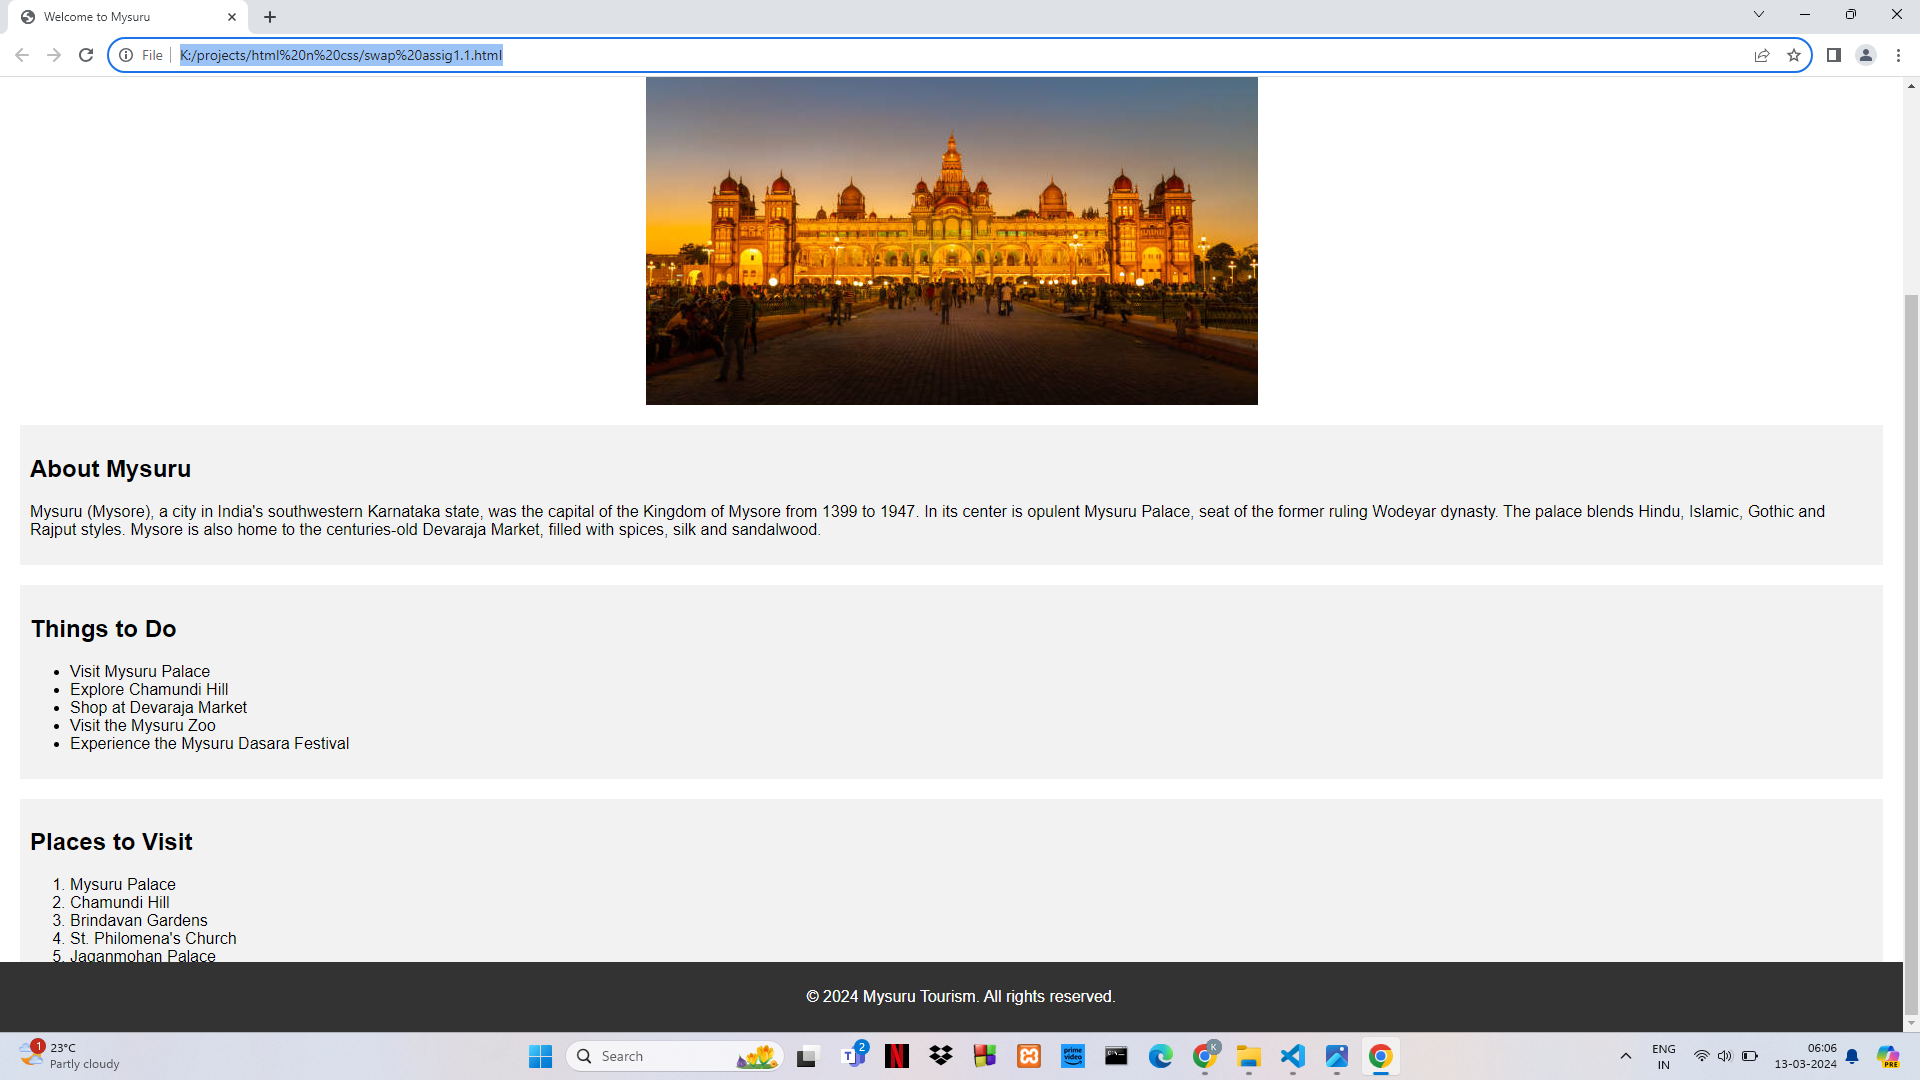 Welcome to Mysuru
File
K:/projects/html%20n%20css/swap%20assig1.1.html
About Mysuru
Mysuru (Mysore), a city in India's southwestern Karnataka state, was the capital of the Kingdom of Mysore from 1399 to 1947. In its center is opulent Mysuru Palace, seat of the former ruling Wodeyar dynasty. The palace blends Hindu, Islamic, Gothic and
Rajput styles. Mysore is also home to the centuries-old Devaraja Market, filled with spices, silk and sandalwood.
Things to Do
• Visit Mysuru Palace
• Explore Chamundi Hill
• Shop at Devaraja Market
• Visit the Mysuru Zoo
• Experience the Mysuru Dasara Festival
Places to Visit
1. Mysuru Palace
2. Chamundi Hill
3. Brindavan Gardens
4. St. Philomena's Church
5. Jaganmohan Palace
© 2024 Mysuru Tourism. All rights reserved.
1
23°C
Partly cloudy
Search
T
2
N
prime video
K
ENG
IN
06:06
13-03-2024
PRE